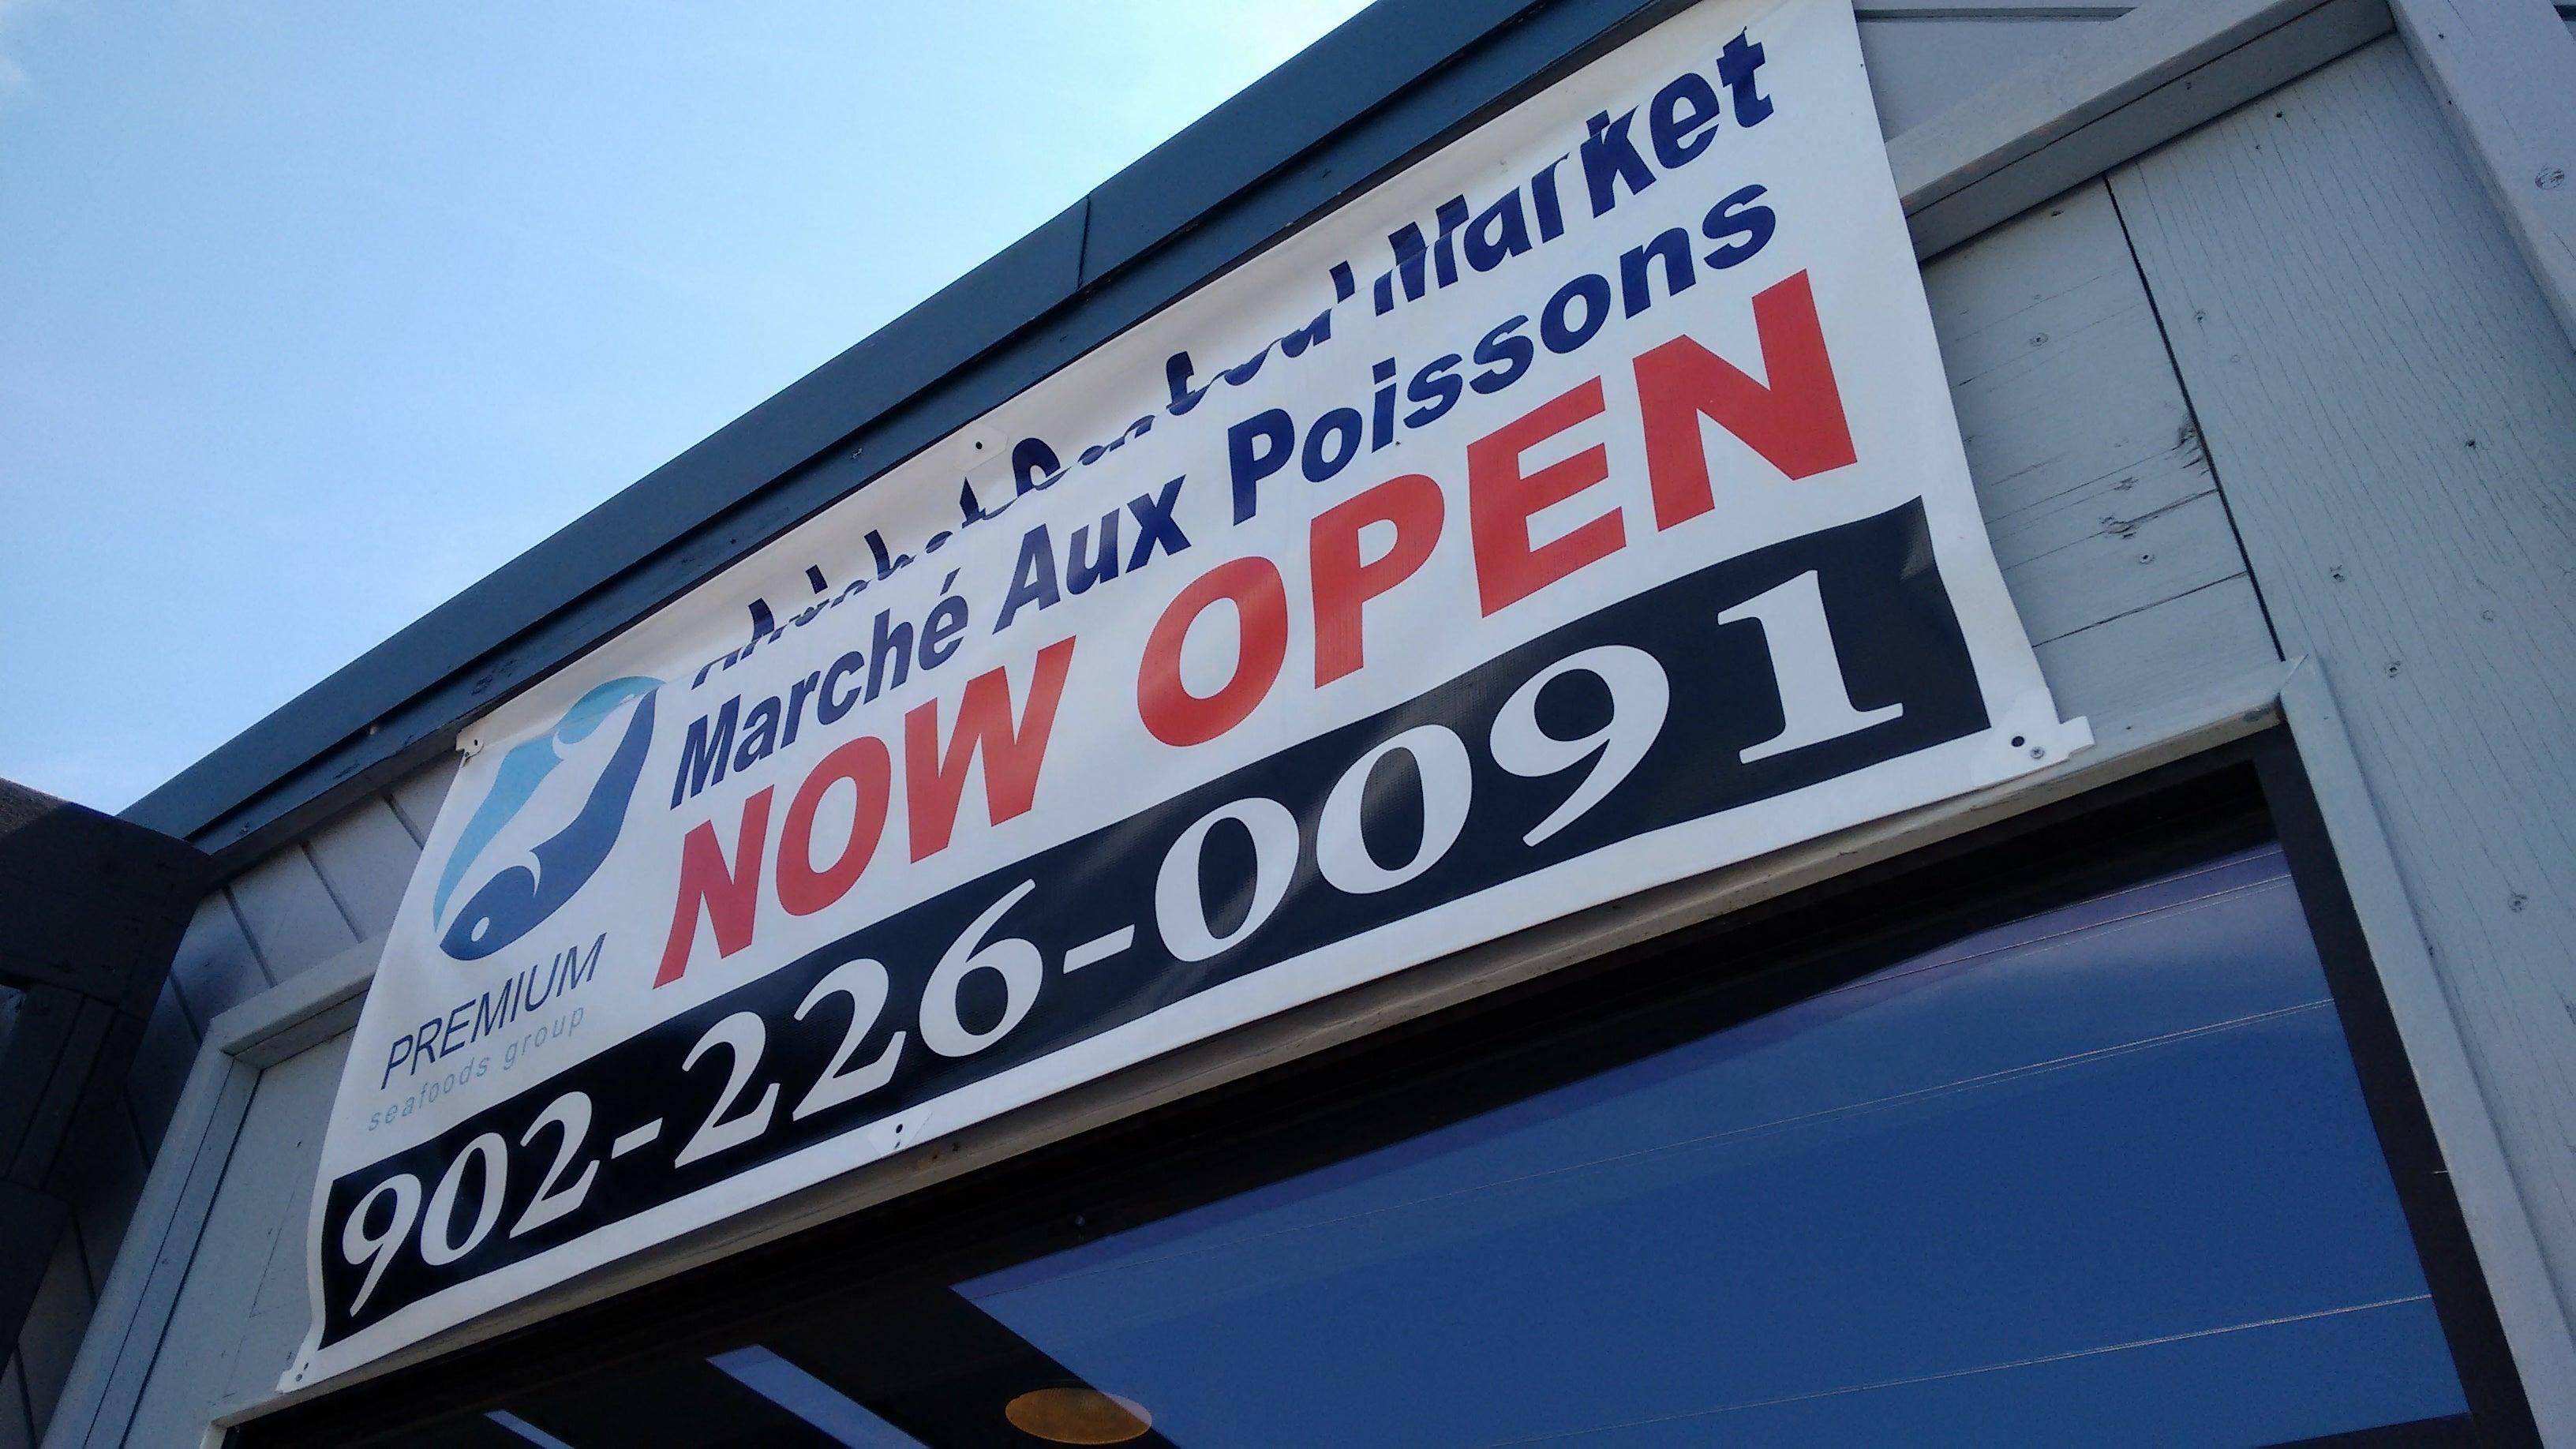 Market
Marché Aux Poissons
NOW OPEN
PREMIUM
seafoods group
902-226-0091